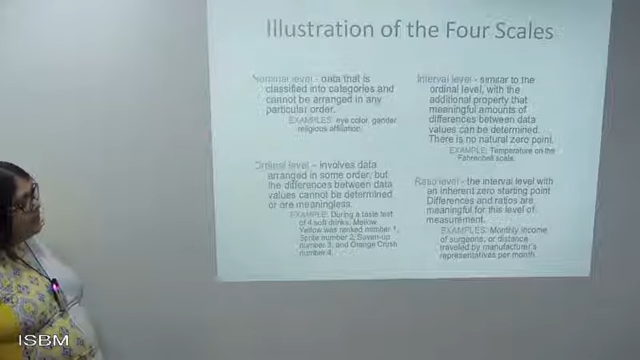 Illustration of the Four Scales
Nominal level - data that is
classified into categories and
cannot be arranged in any
particular order.
EXAMPLES: eye color, gender
religious affiliation.
Ordinal level – involves data
arranged in some order, but
the differences between data
values cannot be determined
or are meaningless.
EXAMPLE: During a taste test
of 4 soft drinks, Mellow
Yellow was ranked number 1,
Sprite number 2, Seven-up
number 3, and Orange Crush
number 4.
Interval level - similar to the
ordinal level, with the
additional property that
meaningful amounts of
differences between data
values can be determined.
There is no natural zero point.
EXAMPLE: Temperature on the
Fahrenheit scale.
Ratio level - the interval level with
an inherent zero starting point.
Differences and ratios are
meaningful for this level of
measurement.
EXAMPLES: Monthly income
of surgeons, or distance
traveled by manufacturer's
representatives per month.
ISBM